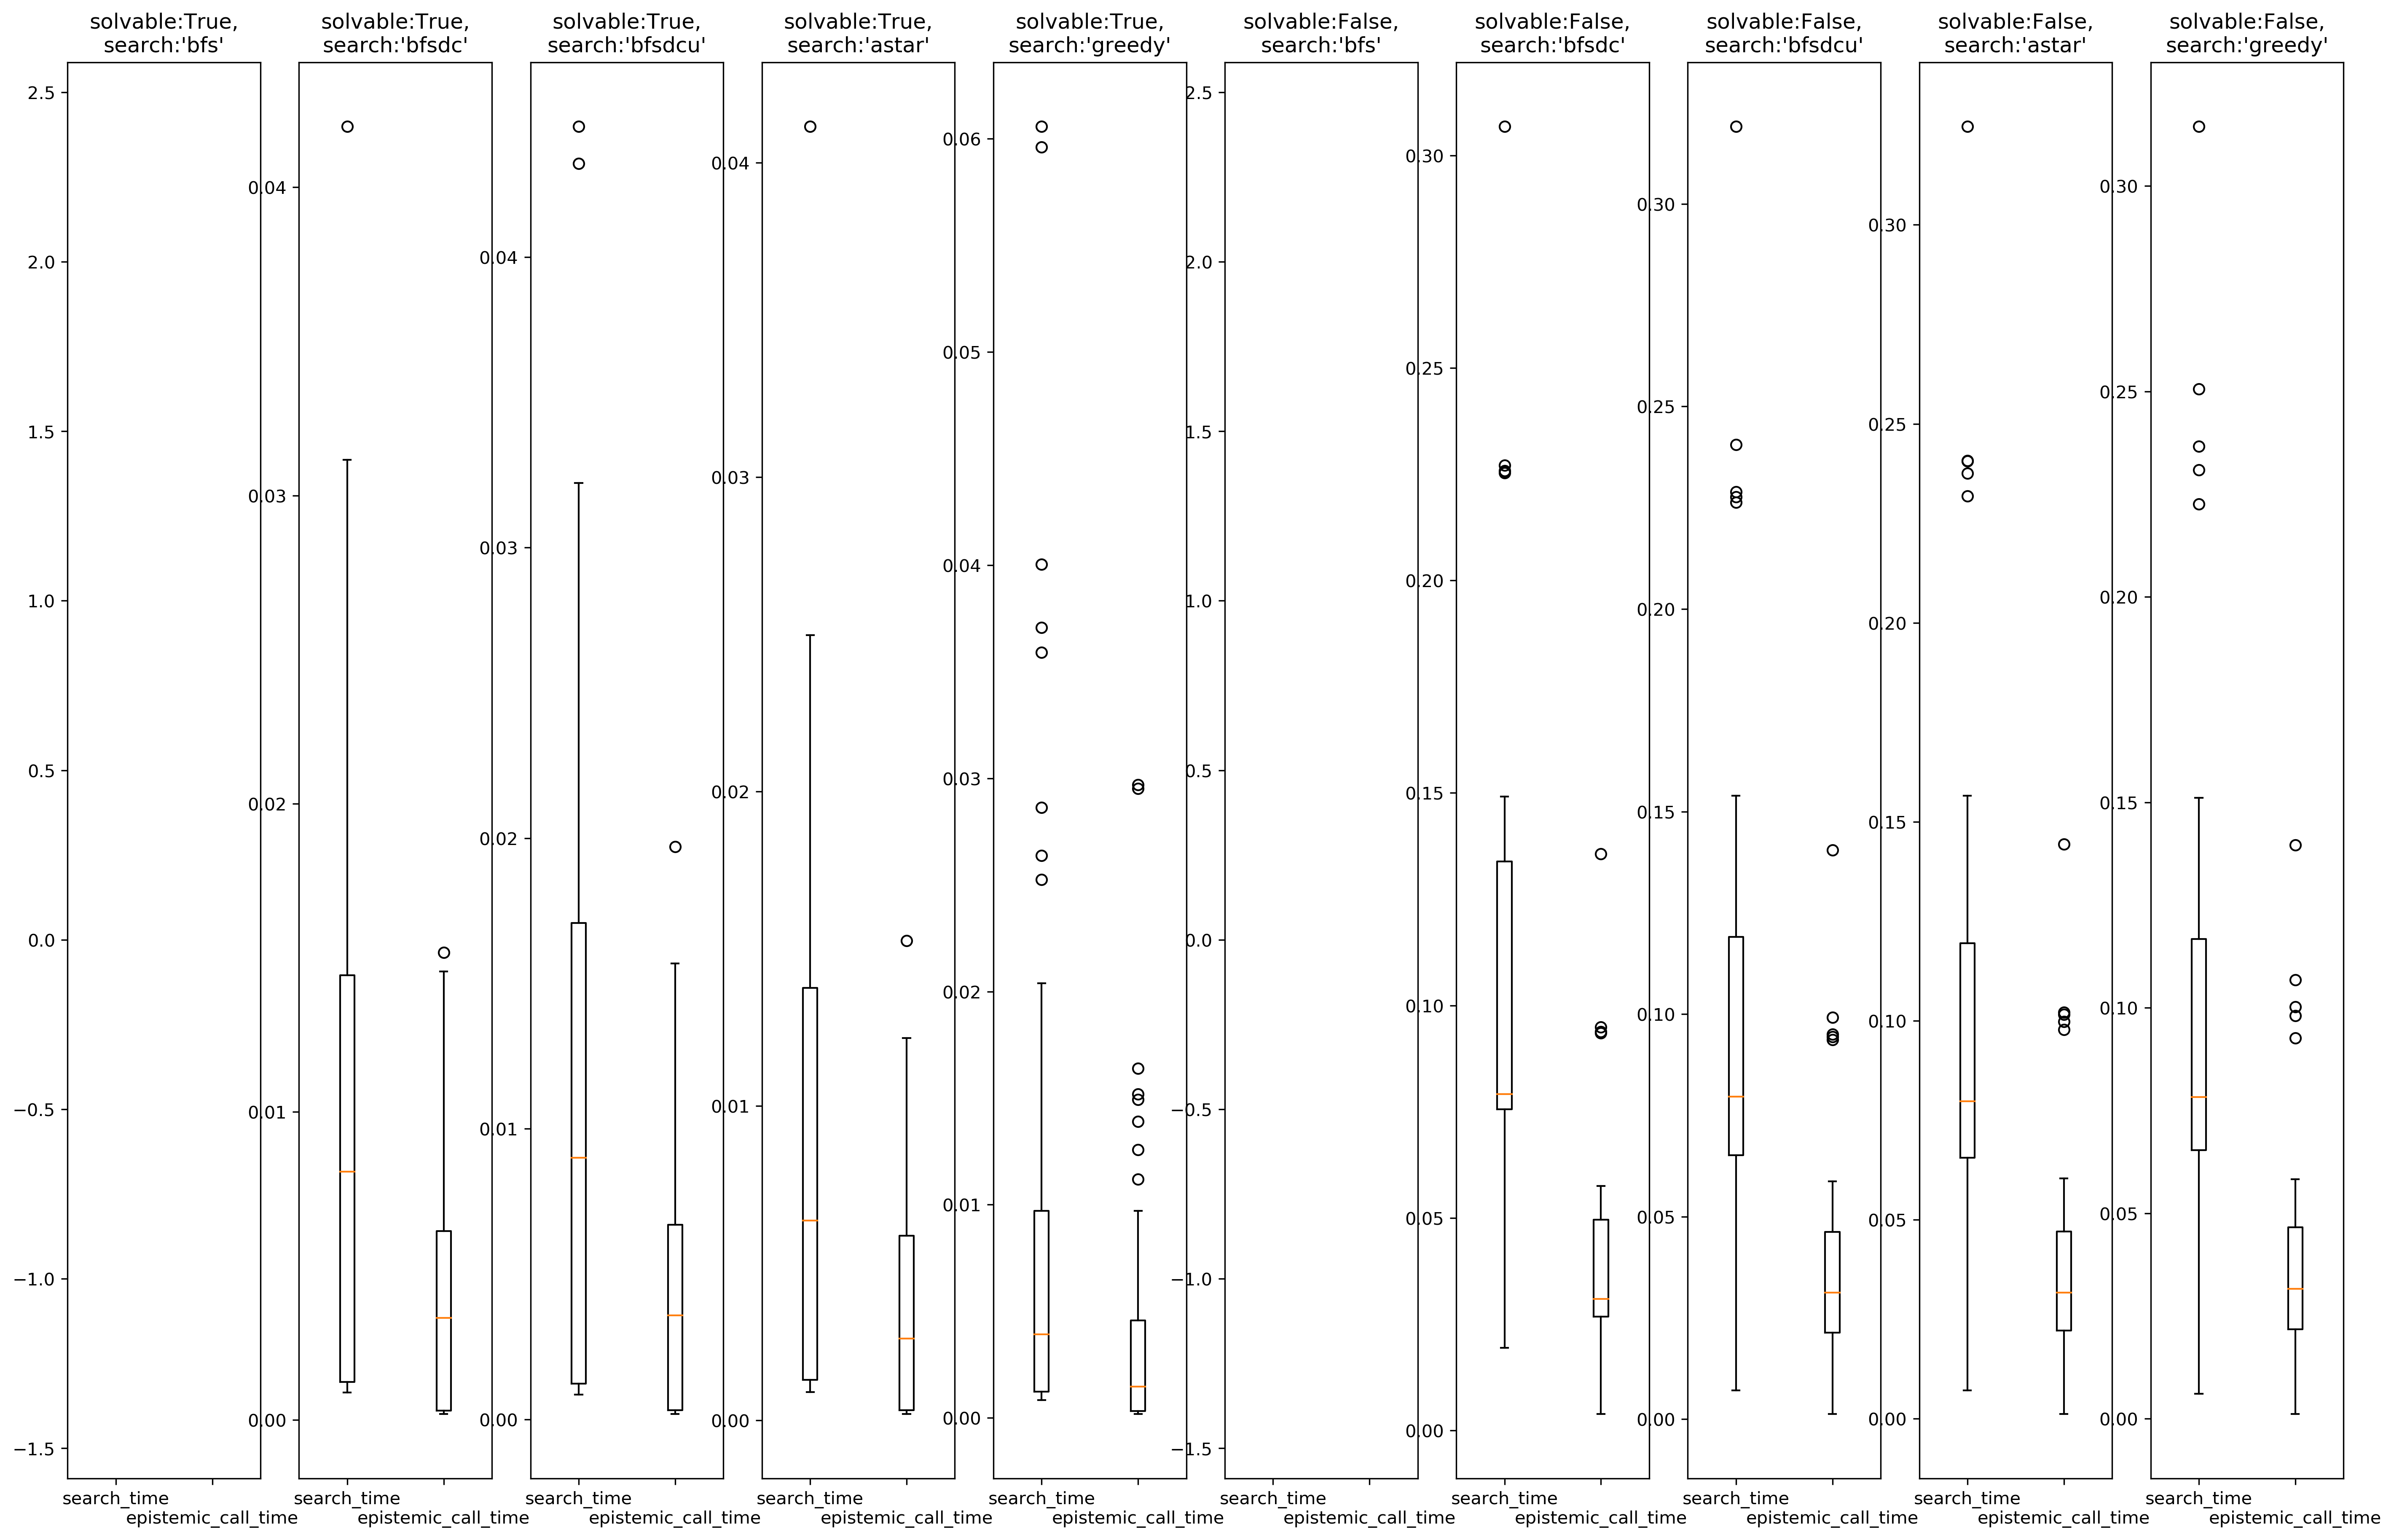 solvable:True,
search:'bfs'
2.5
2.0
1.5
1.0
0.5
0.0
−0.5
−1.0
−1.5
search_time
epistemic_call_time
solvable:True,
search:'bfsdc'
0.04
0.03
0.02
0.01
0.00
search_time
epistemic_call_time
solvable:True,
search:'bfsdcu'
0.04
0.03
0.02
0.01
0.00
search_time
epistemic_call_time
solvable:True,
search:'astar'
0.04
0.03
0.02
0.01
0.00
search_time
epistemic_call_time
solvable:True,
search:'greedy'
0.06
0.05
0.04
0.03
0.02
0.01
0.00
search_time
epistemic_call_time
solvable:False,
search:'bfs'
2.5
2.0
1.5
1.0
0.5
0.0
−0.5
−1.0
−1.5
search_time
epistemic_call_time
solvable:False,
search:'bfsdc'
0.30
0.25
0.20
0.15
0.10
0.05
0.00
search_time
epistemic_call_time
solvable:False,
search:'bfsdcu'
0.30
0.25
0.20
0.15
0.10
0.05
0.00
search_time
epistemic_call_time
solvable:False,
search:'astar'
0.30
0.25
0.20
0.15
0.10
0.05
0.00
search_time
epistemic_call_time
solvable:False,
search:'greedy'
0.30
0.25
0.20
0.15
0.10
0.05
0.00
search_time
epistemic_call_time